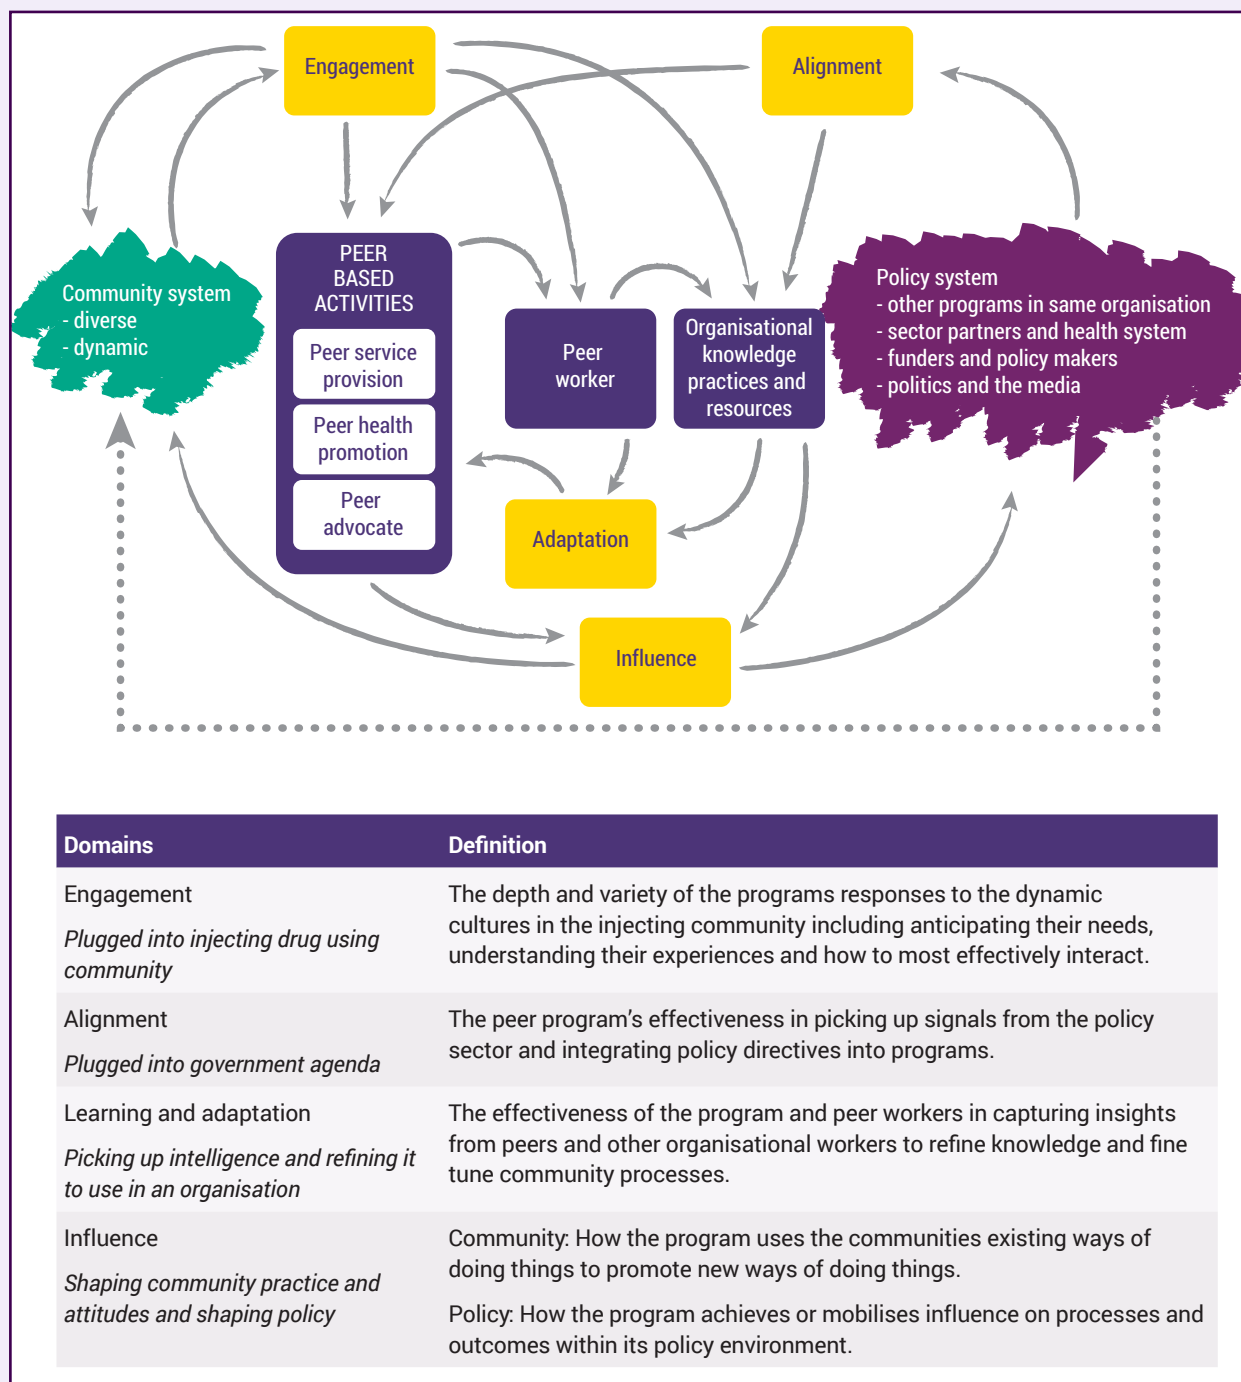 Engagement
Alignment
Community system
- diverse
- dynamic
PEER
BASED
ACTIVITIES
Peer service
provision
Peer health
promotion
Peer
advocate
Peer
worker
Organisational
knowledge
practices and
resources
Policy system
- other programs in same organisation
- sector partners and health system
- funders and policy makers
- politics and the media
Adaptation
Influence
Domains
Definition
Engagement
Plugged into injecting drug using
community
The depth and variety of the programs responses to the dynamic
cultures in the injecting community including anticipating their needs,
understanding their experiences and how to most effectively interact.
Alignment
Plugged into government agenda
The peer program’s effectiveness in picking up signals from the policy
sector and integrating policy directives into programs.
Learning and adaptation
Picking up intelligence and refining it
to use in an organisation
The effectiveness of the program and peer workers in capturing insights
from peers and other organisational workers to refine knowledge and fine
tune community processes.
Influence
Shaping community practice and
attitudes and shaping policy
Community: How the program uses the communities existing ways of
doing things to promote new ways of doing things.
Policy: How the program achieves or mobilises influence on processes and
outcomes within its policy environment.